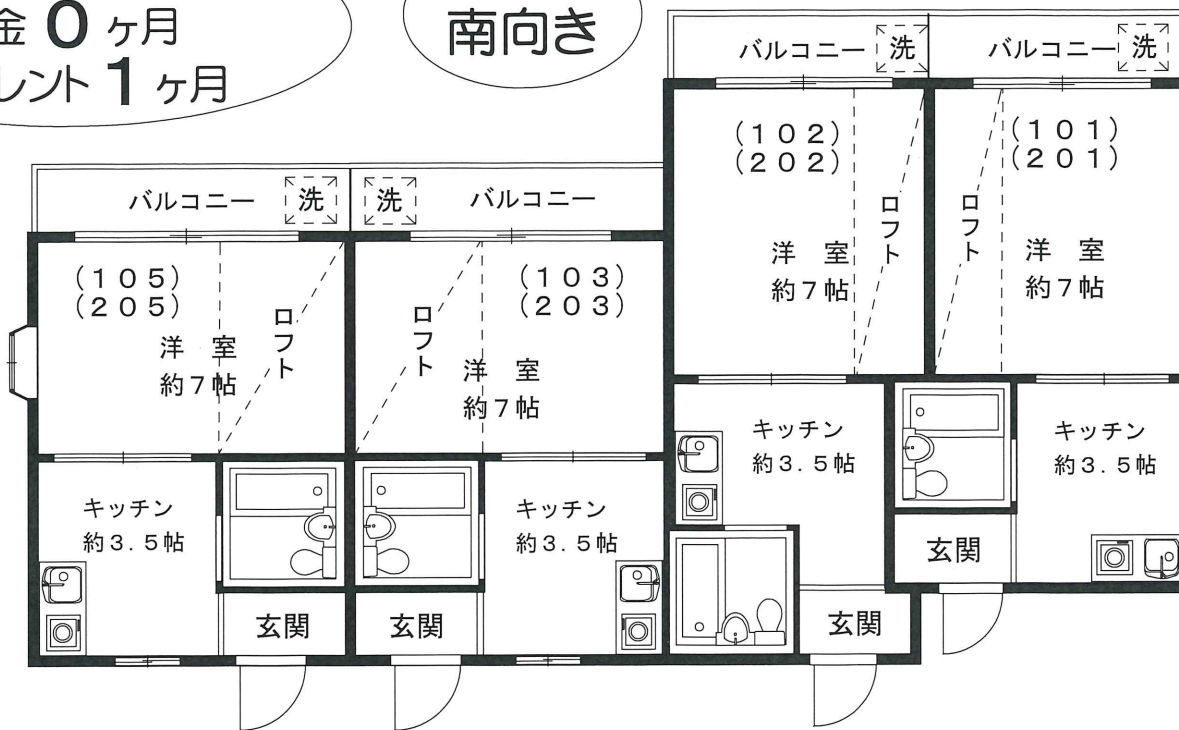 金 0 ヶ月
レント 1 ヶ月
南向き
バルコニー 洗
バルコニー 洗
(102)
(202)
(101)
(201)
ロフト
ロフト
洋 室
約7帖
洋 室
約7帖
バルコニー 洗
洗 バルコニー
(105)
(205)
(103)
(203)
ロフト
ロフト
洋 室
約7帖
洋 室
約7帖
キッチン
約3.5帖
キッチン
約3.5帖
キッチン
約3.5帖
キッチン
約3.5帖
玄関
玄関
玄関
玄関